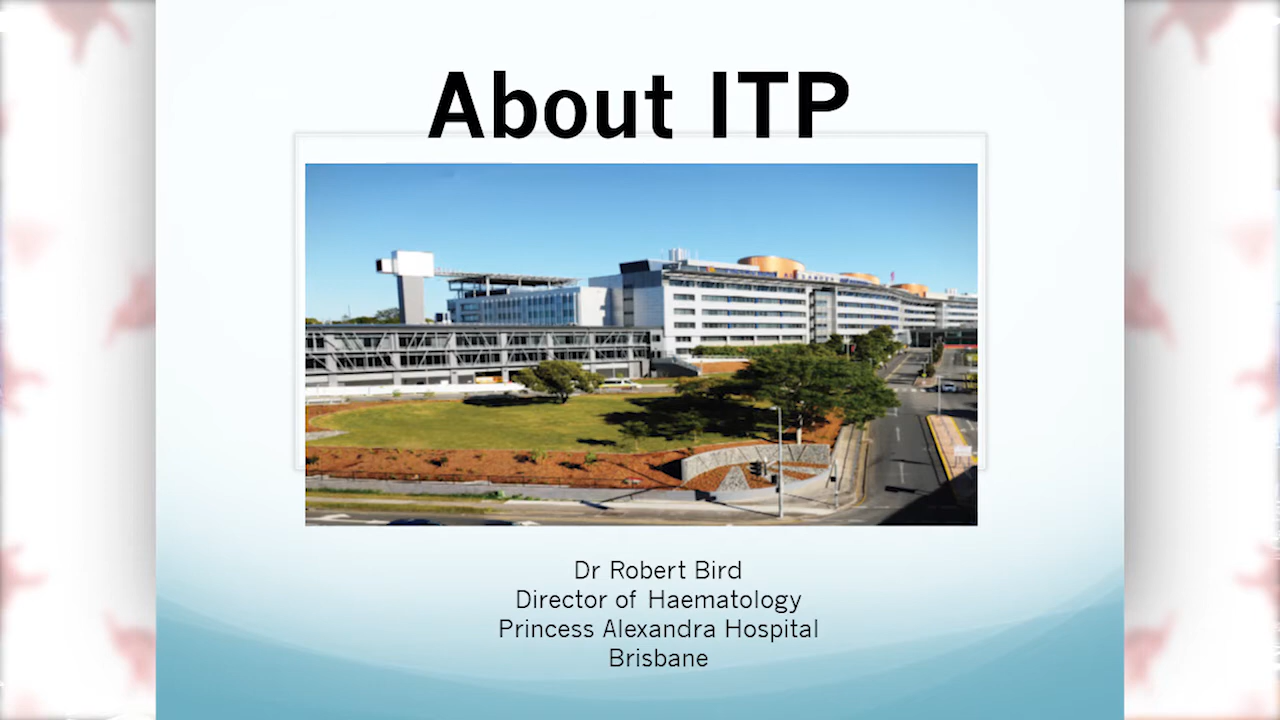 About ITP
Dr Robert Bird
Director of Haematology
Princess Alexandra Hospital
Brisbane